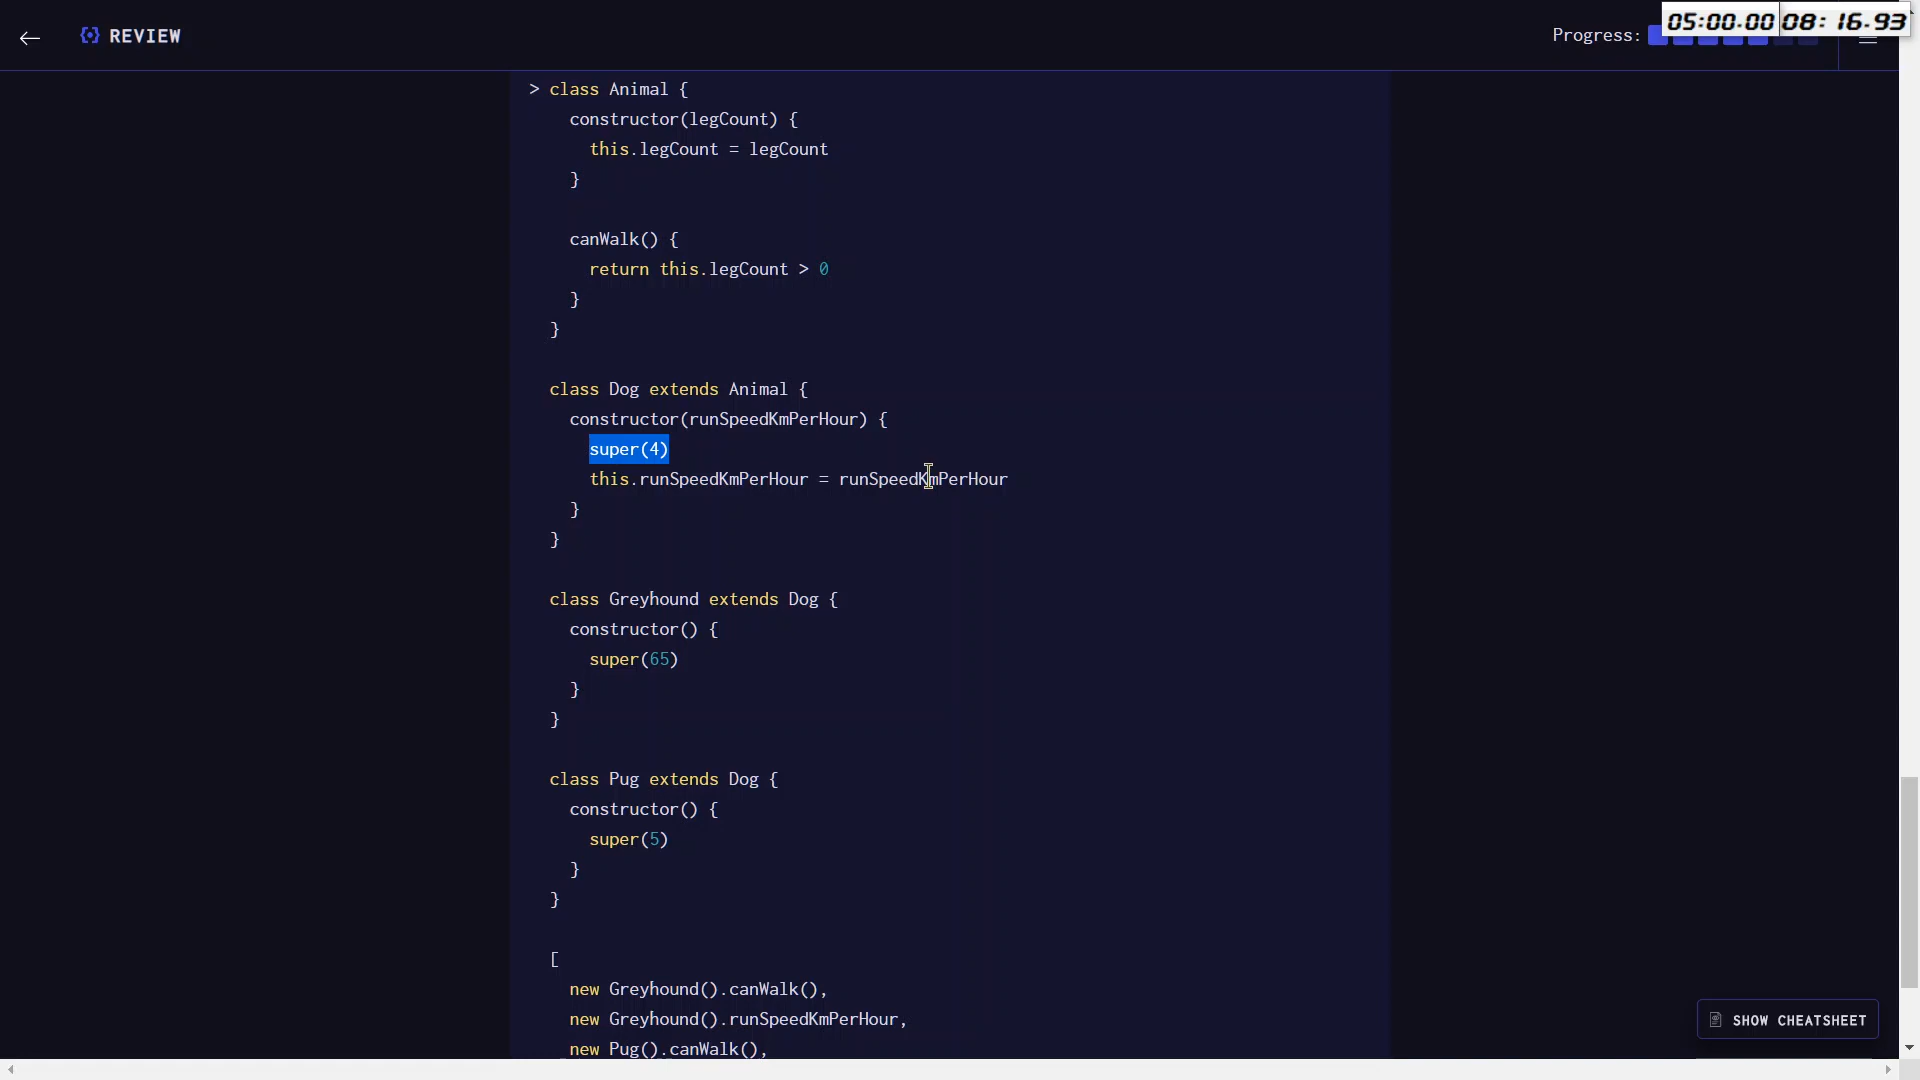 REVIEW
Progress:
05:00.00 08:16.93
> class Animal {
constructor(legCount) {
this.legCount = legCount
}
canWalk() {
return this.legCount > 0
}
}
class Dog extends Animal {
constructor(runSpeedKmPerHour) {
super(4)
this.runSpeedKmPerHour = runSpeedKmPerHour
}
}
class Greyhound extends Dog {
constructor() {
super(65)
}
}
class Pug extends Dog {
constructor() {
super(5)
}
}
[
new Greyhound().canWalk(),
new Greyhound().runSpeedKmPerHour,
new Pug().canWalk(),
SHOW CHEATSHEET